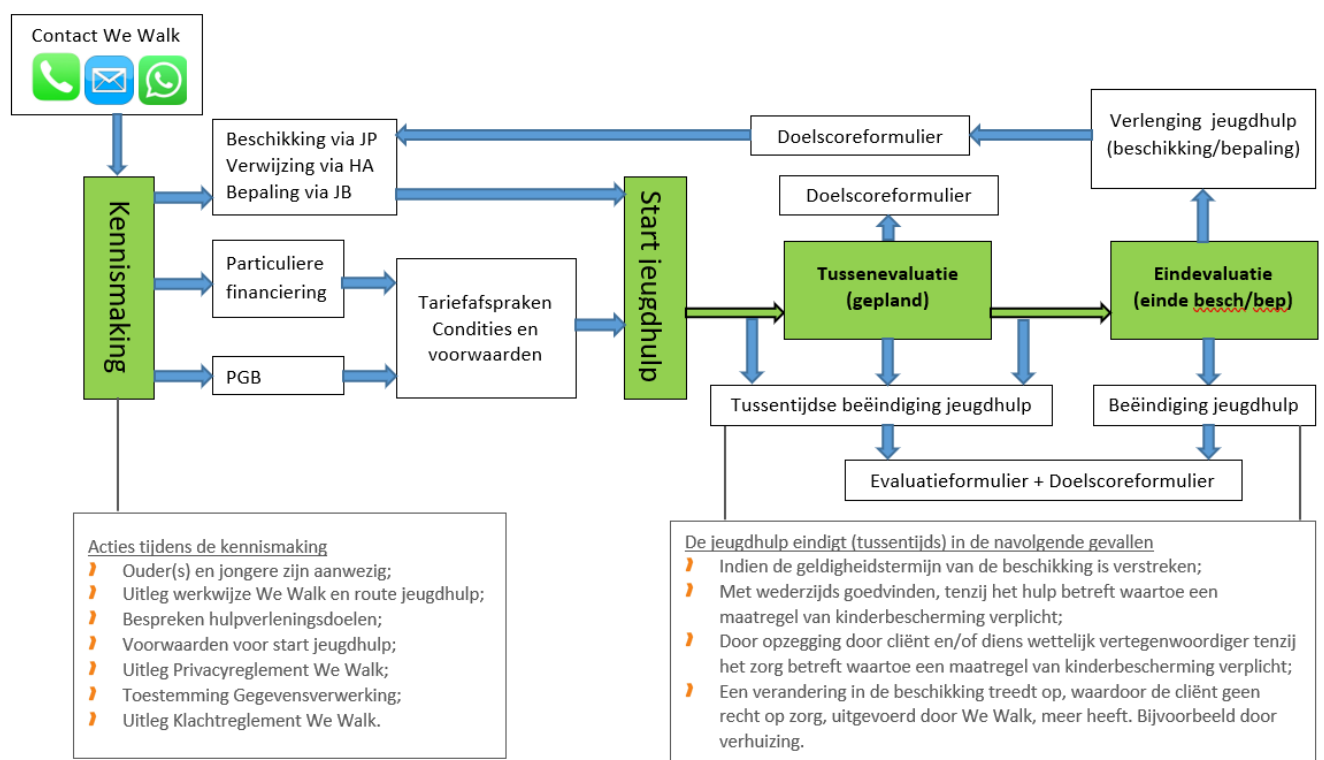 Contact We Walk
Beschikking via JP
Verwijzing via HA
Bepaling via JB
Doelscoreformulier
Verlenging jeugdhulp
(beschikking/bepaling)
Doelscoreformulier
Kennismaking
Particuliere
financiering
Tariefafspraken
Condities en
voorwaarden
PGB
Start jeugdhulp
Tussenevaluatie
(gepland)
Eindevaluatie
(einde besch/bep)
Tussentijdse beëindiging jeugdhulp
Beëindiging jeugdhulp
Evaluatieformulier + Doelscoreformulier
Acties tijdens de kennismaking
Ouder(s) en jongere zijn aanwezig;
Uitleg werkwijze We Walk en route jeugdhulp;
Bespreken hulpverleningsdoelen;
Voorwaarden voor start jeugdhulp;
Uitleg Privacyreglement We Walk;
Toestemming Gegevensverwerking;
Uitleg Klachtreglement We Walk.
De jeugdhulp eindigt (tussentijds) in de navolgende gevallen
Indien de geldigheidstermijn van de beschikking is verstreken;
Met wederzijds goedvinden, tenzij het hulp betreft waartoe een
maatregel van kinderbescherming verplicht;
Door opzegging door cliënt en/of diens wettelijk vertegenwoordiger tenzij
het zorg betreft waartoe een maatregel van kinderbescherming verplicht;
Een verandering in de beschikking treedt op, waardoor de cliënt geen
recht op zorg, uitgevoerd door We Walk, meer heeft. Bijvoorbeeld door
verhuizing.